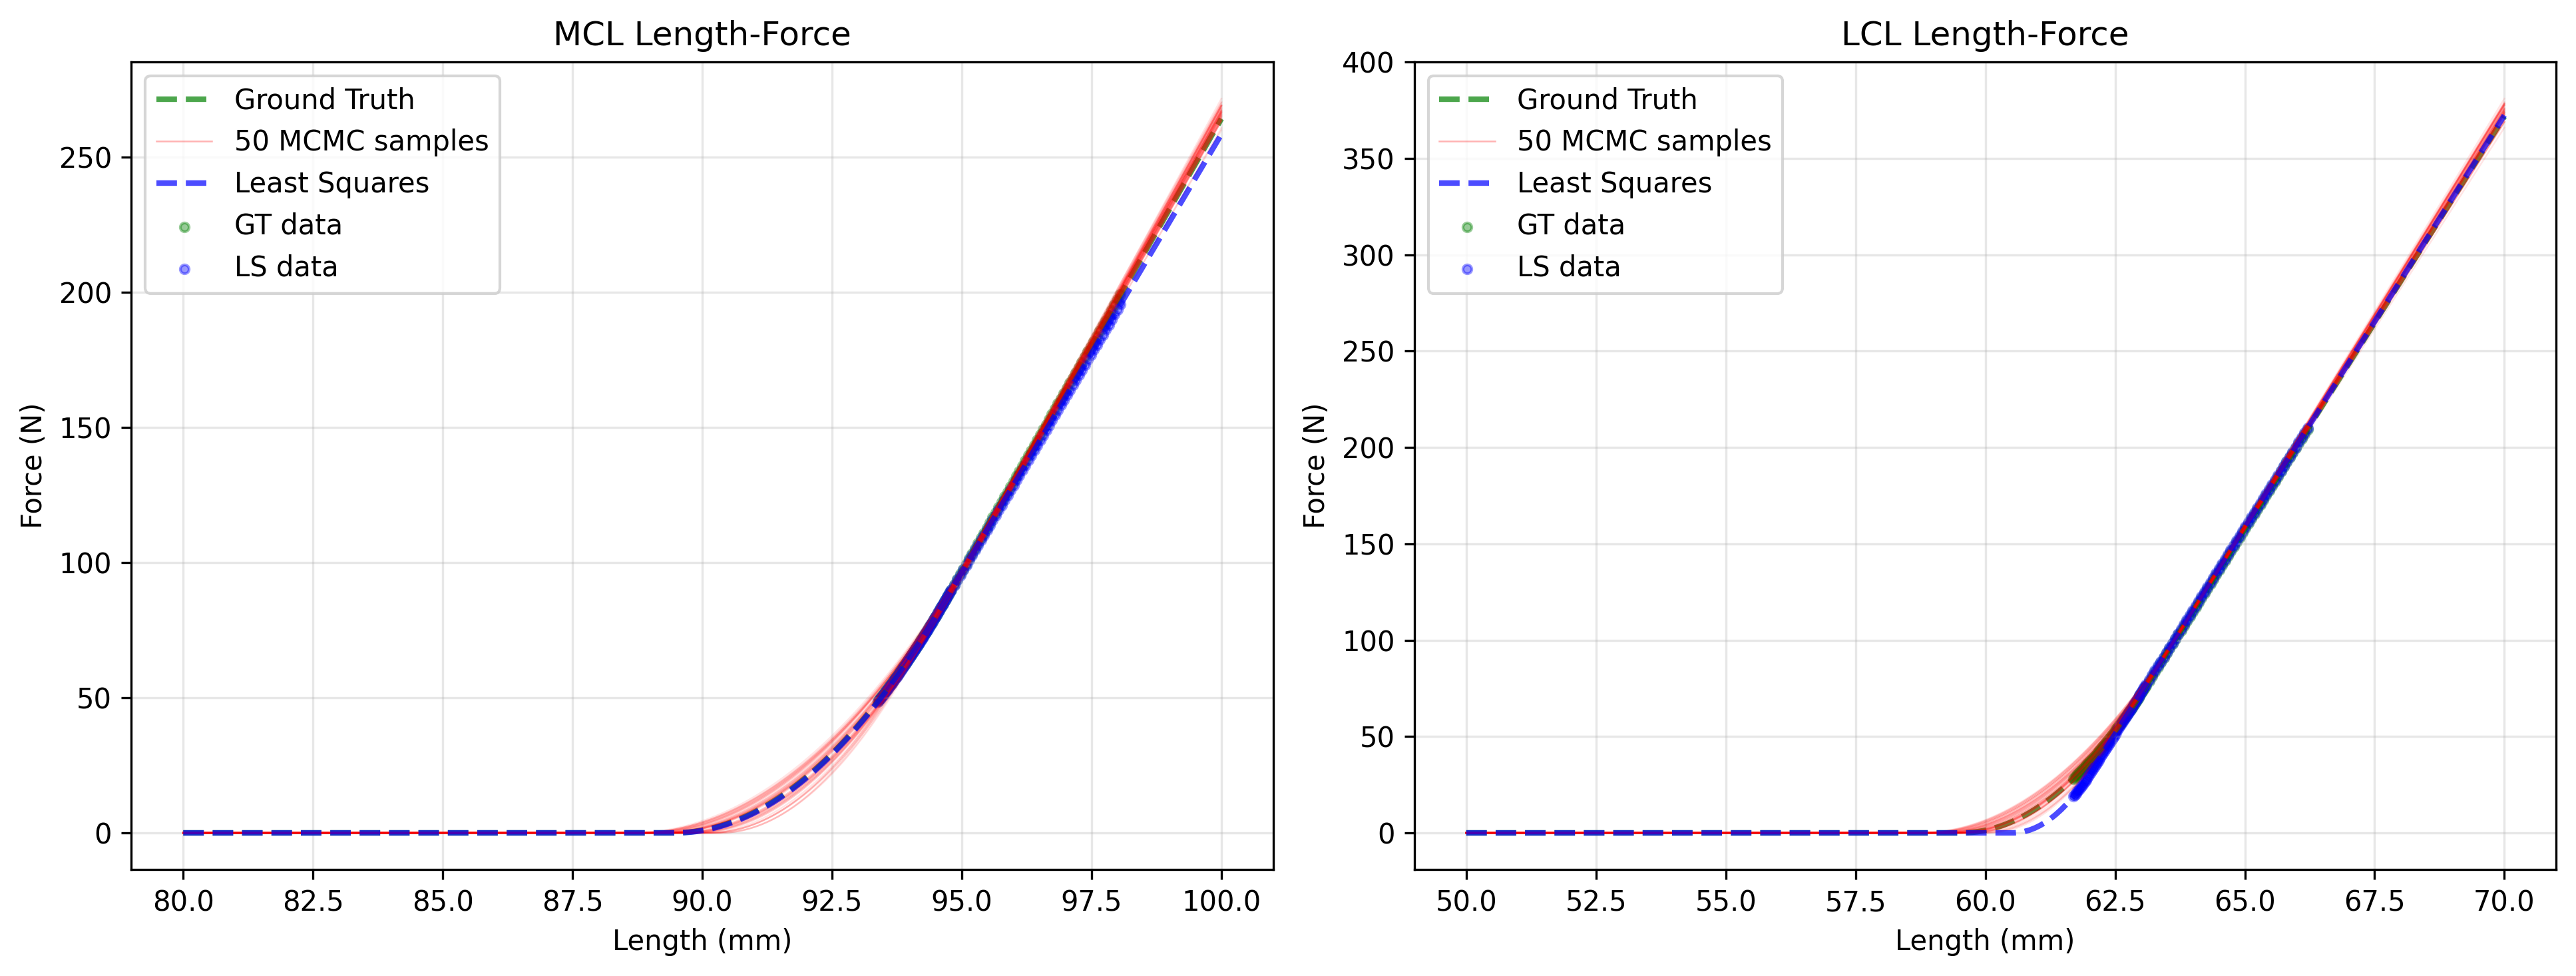 MCL Length-Force
Ground Truth
50 MCMC samples
Least Squares
GT data
LS data
250
200
150
100
50
0
Force (N)
80.0 82.5 85.0 87.5 90.0 92.5 95.0 97.5 100.0
Length (mm)
LCL Length-Force
Ground Truth
50 MCMC samples
Least Squares
GT data
LS data
400
350
300
250
200
150
100
50
0
Force (N)
50.0 52.5 55.0 57.5 60.0 62.5 65.0 67.5 70.0
Length (mm)